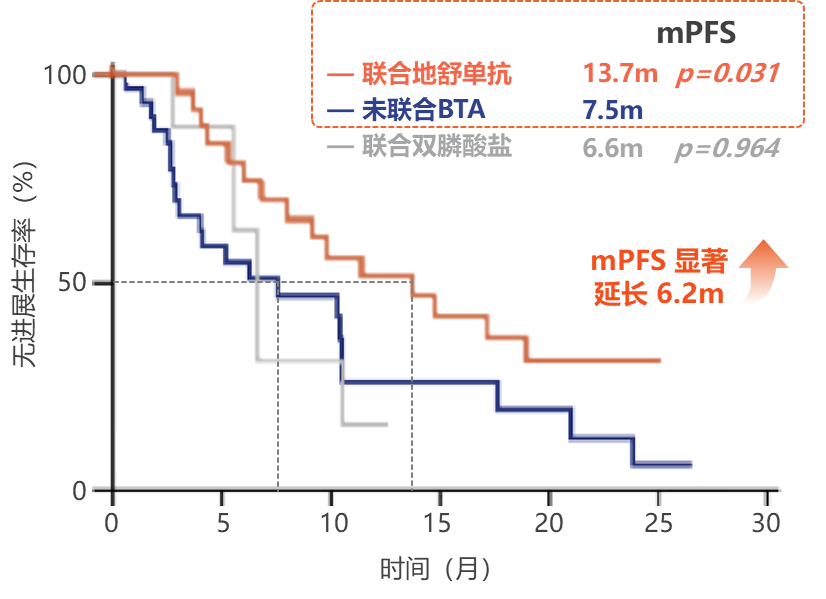 mPFS
联合地舒单抗 13.7m p=0.031
未联合BTA 7.5m
联合双膦酸盐 6.6m p=0.964
mPFS 显著
延长 6.2m
无进展生存率（%）
100
50
0
0 5 10 15 20 25 30
时间（月）